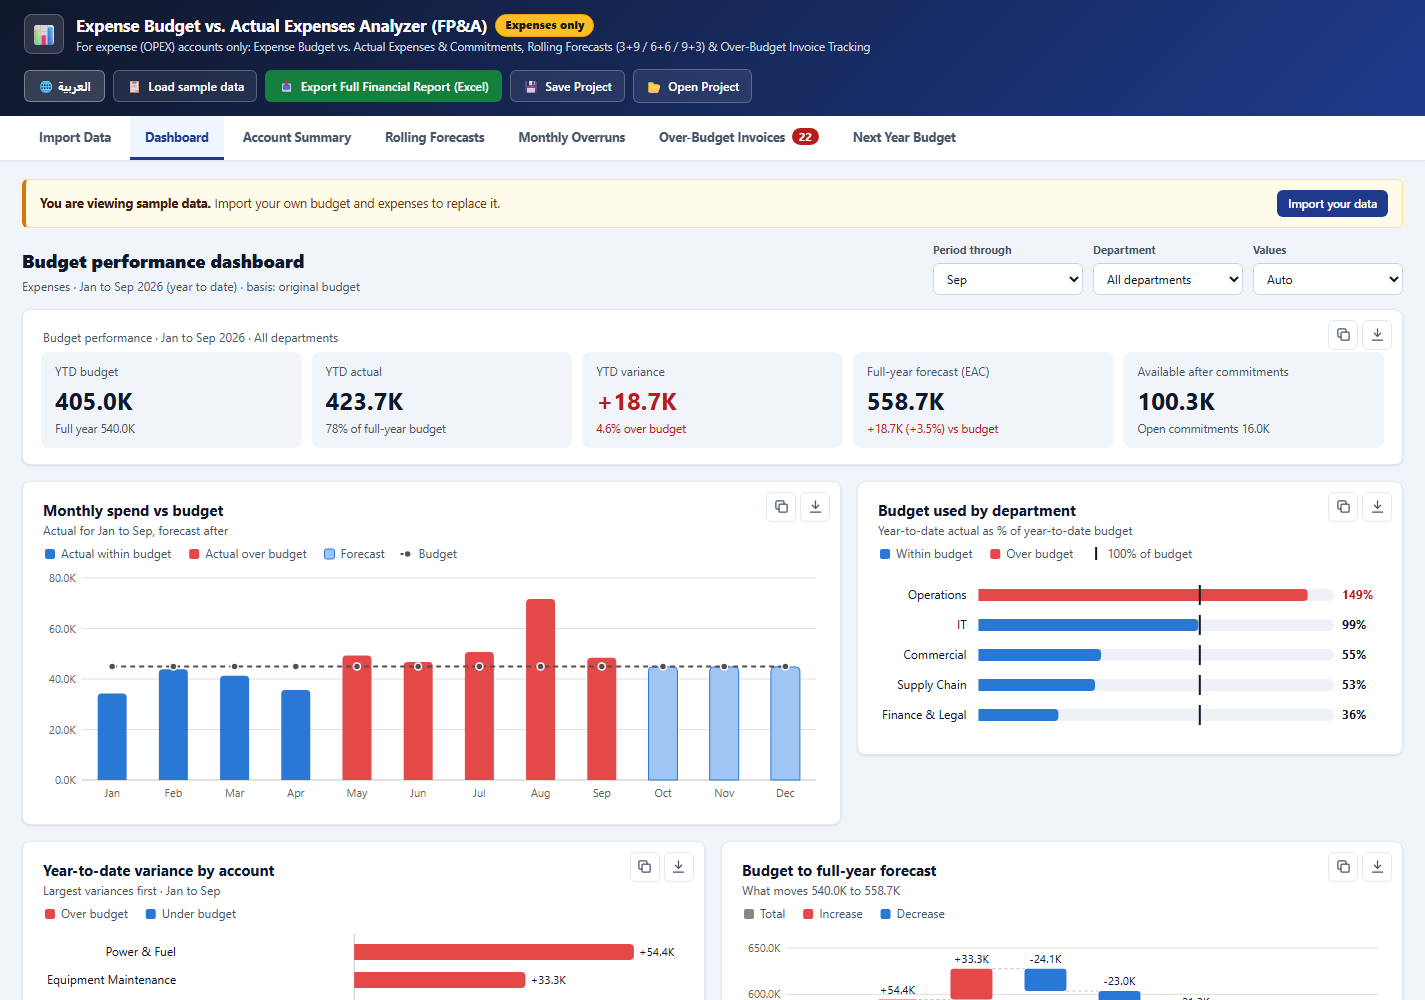 Expense Budget vs. Actual Expenses Analyzer (FP&A) Expenses only
For expense (OPEX) accounts only: Expense Budget vs. Actual Expenses & Commitments, Rolling Forecasts (3+9 / 6+6 / 9+3) & Over-Budget Invoice Tracking
العربية Load sample data Export Full Financial Report (Excel) Save Project Open Project
Import Data Dashboard Account Summary Rolling Forecasts Monthly Overruns Over-Budget Invoices 22 Next Year Budget
You are viewing sample data. Import your own budget and expenses to replace it. Import your data
Budget performance dashboard
Expenses · Jan to Sep 2026 (year to date) · basis: original budget
Period through Department Values
Sep All departments Auto
Budget performance · Jan to Sep 2026 · All departments
YTD budget
405.0K
Full year 540.0K
YTD actual
423.7K
78% of full-year budget
YTD variance
+18.7K
4.6% over budget
Full-year forecast (EAC)
558.7K
+18.7K (+3.5%) vs budget
Available after commitments
100.3K
Open commitments 16.0K
Monthly spend vs budget
Actual for Jan to Sep, forecast after
Actual within budget Actual over budget Forecast Budget
80.0K
60.0K
40.0K
20.0K
0.0K
Jan Feb Mar Apr May Jun Jul Aug Sep Oct Nov Dec
Budget used by department
Year-to-date actual as % of year-to-date budget
Within budget Over budget 100% of budget
Operations 149%
IT 99%
Commercial 55%
Supply Chain 53%
Finance & Legal 36%
Year-to-date variance by account
Largest variances first · Jan to Sep
Over budget Under budget
Power & Fuel +54.4K
Equipment Maintenance +33.3K
Budget to full-year forecast
What moves 540.0K to 558.7K
Total Increase Decrease
650.0K
600.0K
+54.4K
+33.3K
-24.1K
-23.0K